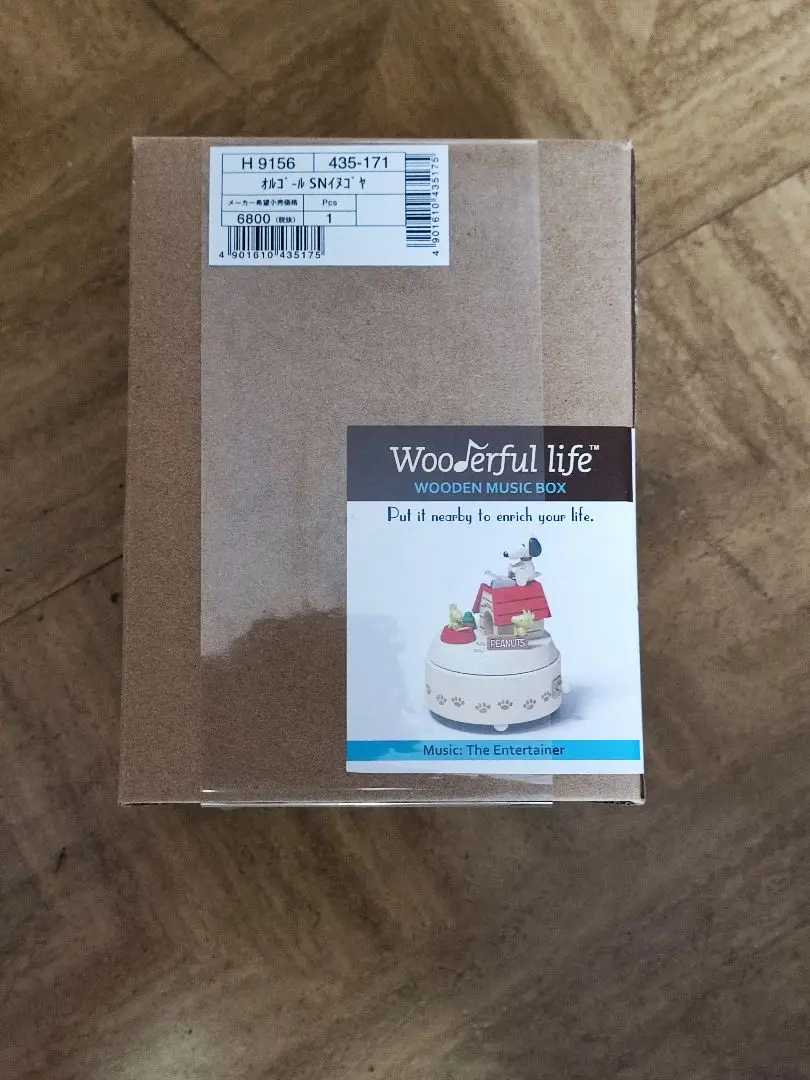 H 9156 435-171
ｵﾙｺﾞｰﾙ SNｲﾇｺﾞﾔ
メーカー希望小売価格 Pcs
6800 (税抜) 1
4 901610 435175
4 901610 435175
Wooderful life™
WOODEN MUSIC BOX
Put it nearby to enrich your life.
PEANUTS
Music: The Entertainer